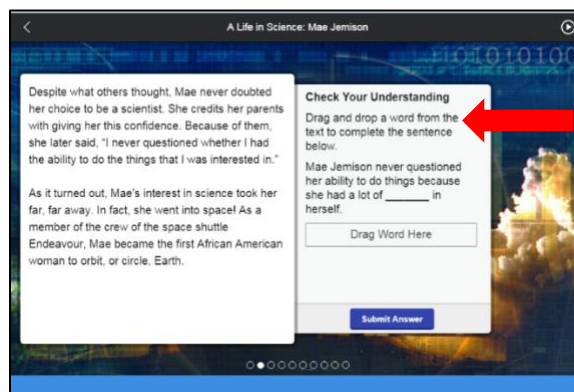 A Life in Science: Mae Jemison
01010100
Despite what others thought, Mae never doubted
her choice to be a scientist. She credits her parents
with giving her this confidence. Because of them,
she later said, “I never questioned whether I had
the ability to do the things that I was interested in.”
As it turned out, Mae's interest in science took her
far, far away. In fact, she went into space! As a
member of the crew of the space shuttle
Endeavour, Mae became the first African American
woman to orbit, or circle, Earth.
Check Your Understanding
Drag and drop a word from the
text to complete the sentence
below.
Mae Jemison never questioned
her ability to do things because
she had a lot of _______ in
herself.
Drag Word Here
Submit Answer